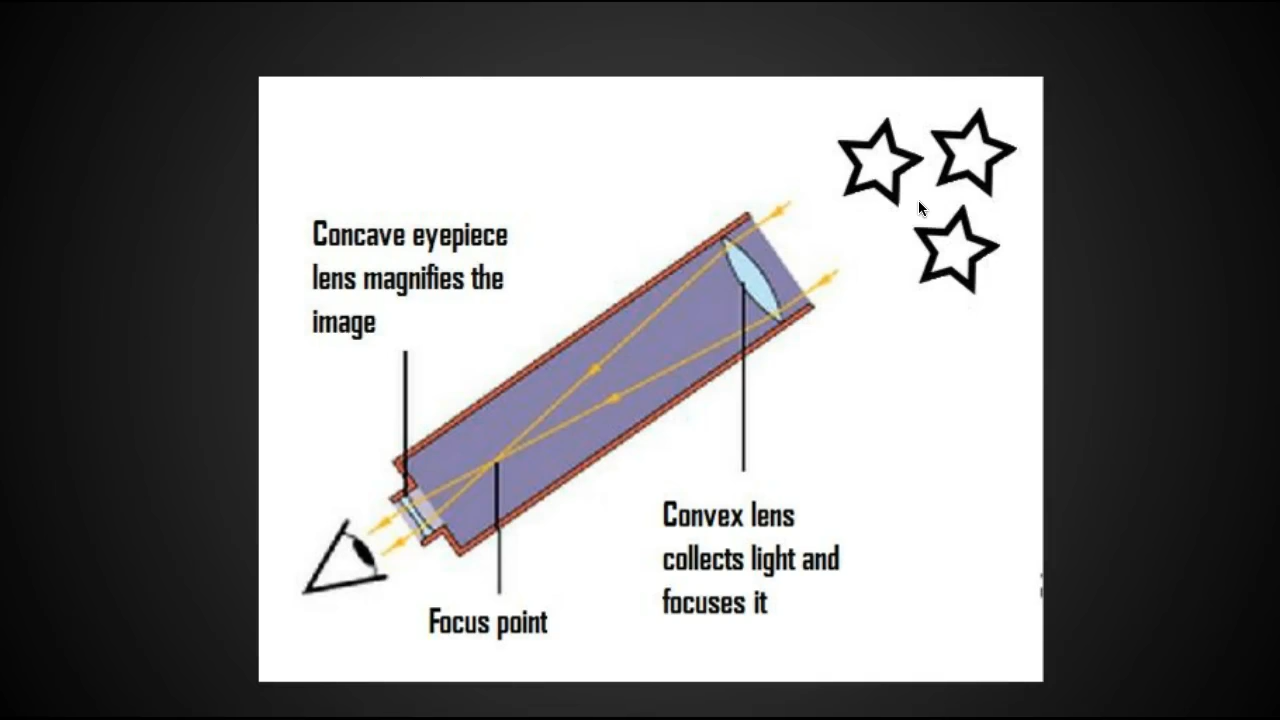 Concave eyepiece
lens magnifies the
image
Convex lens
collects light and
focuses it
Focus point